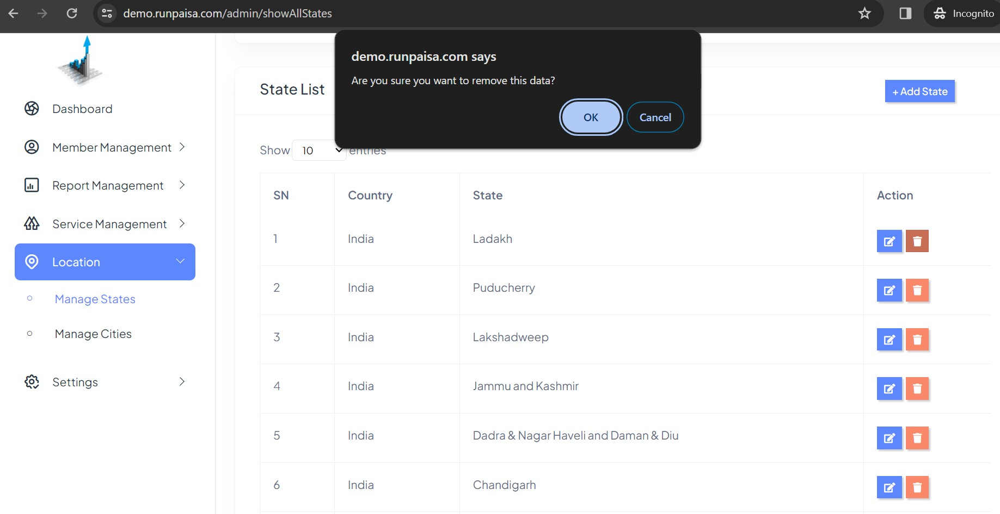 demo.runpaisa.com/admin/showAllStates
Incognito
demo.runpaisa.com says
Are you sure you want to remove this data?
OK
Cancel
Dashboard
Member Management
Report Management
Service Management
Location
Manage States
Manage Cities
Settings
State List
+ Add State
Show 10 entries
SN Country State Action
1 India Ladakh
2 India Puducherry
3 India Lakshadweep
4 India Jammu and Kashmir
5 India Dadra & Nagar Haveli and Daman & Diu
6 India Chandigarh